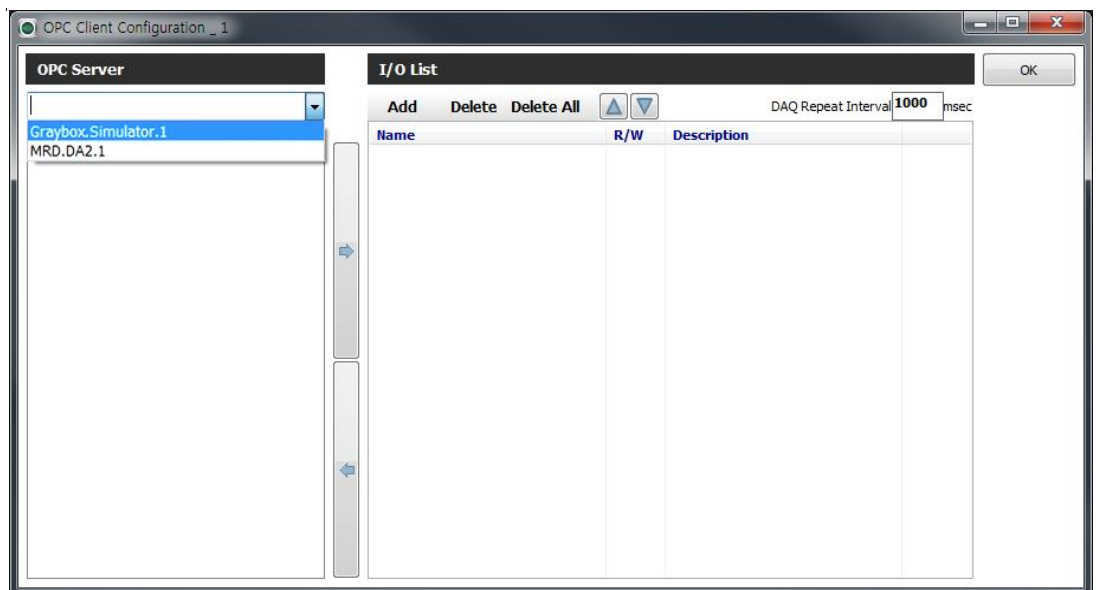 OPC Client Configuration _ 1
OPC Server
I/O List
OK
Add Delete Delete All DAQ Repeat Interval 1000 msec
Graybox.Simulator.1
MRD.DA2.1
Name R/W Description